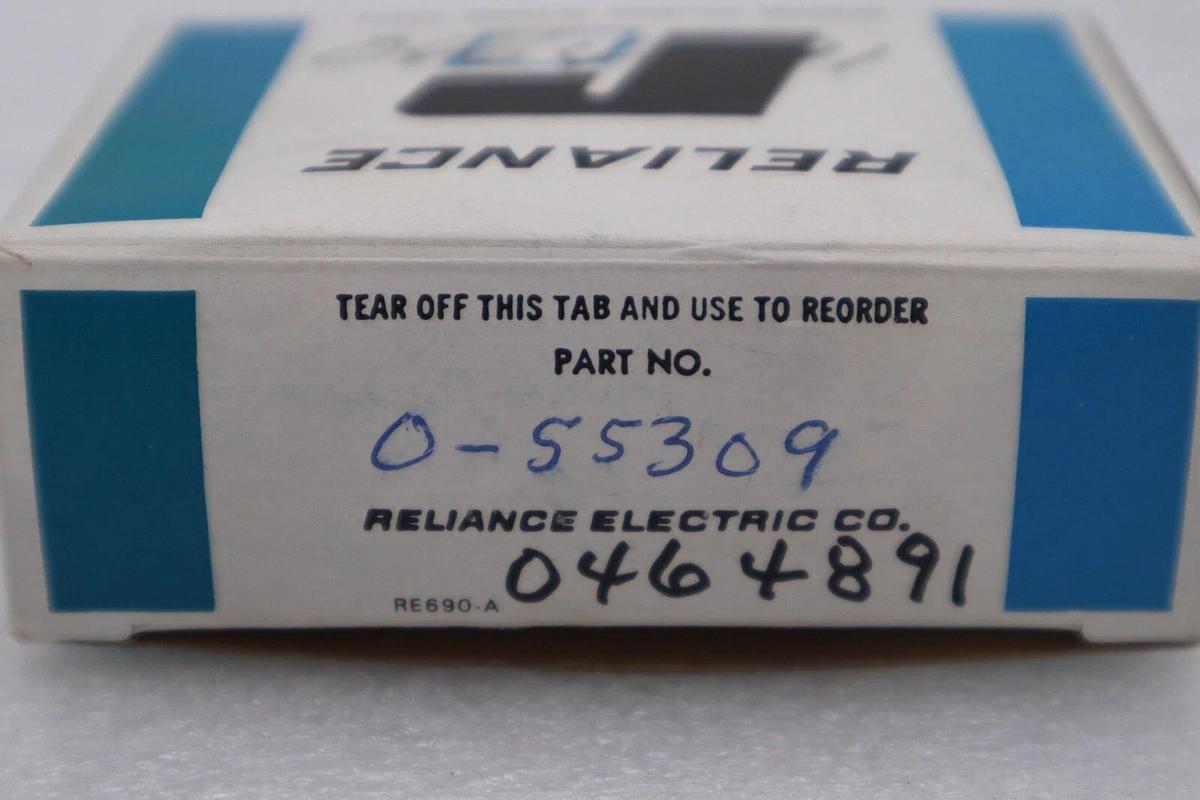 RELIANCE
TEAR OFF THIS TAB AND USE TO REORDER
PART NO.
0-55309
RELIANCE ELECTRIC CO.
0464891
RE690-A